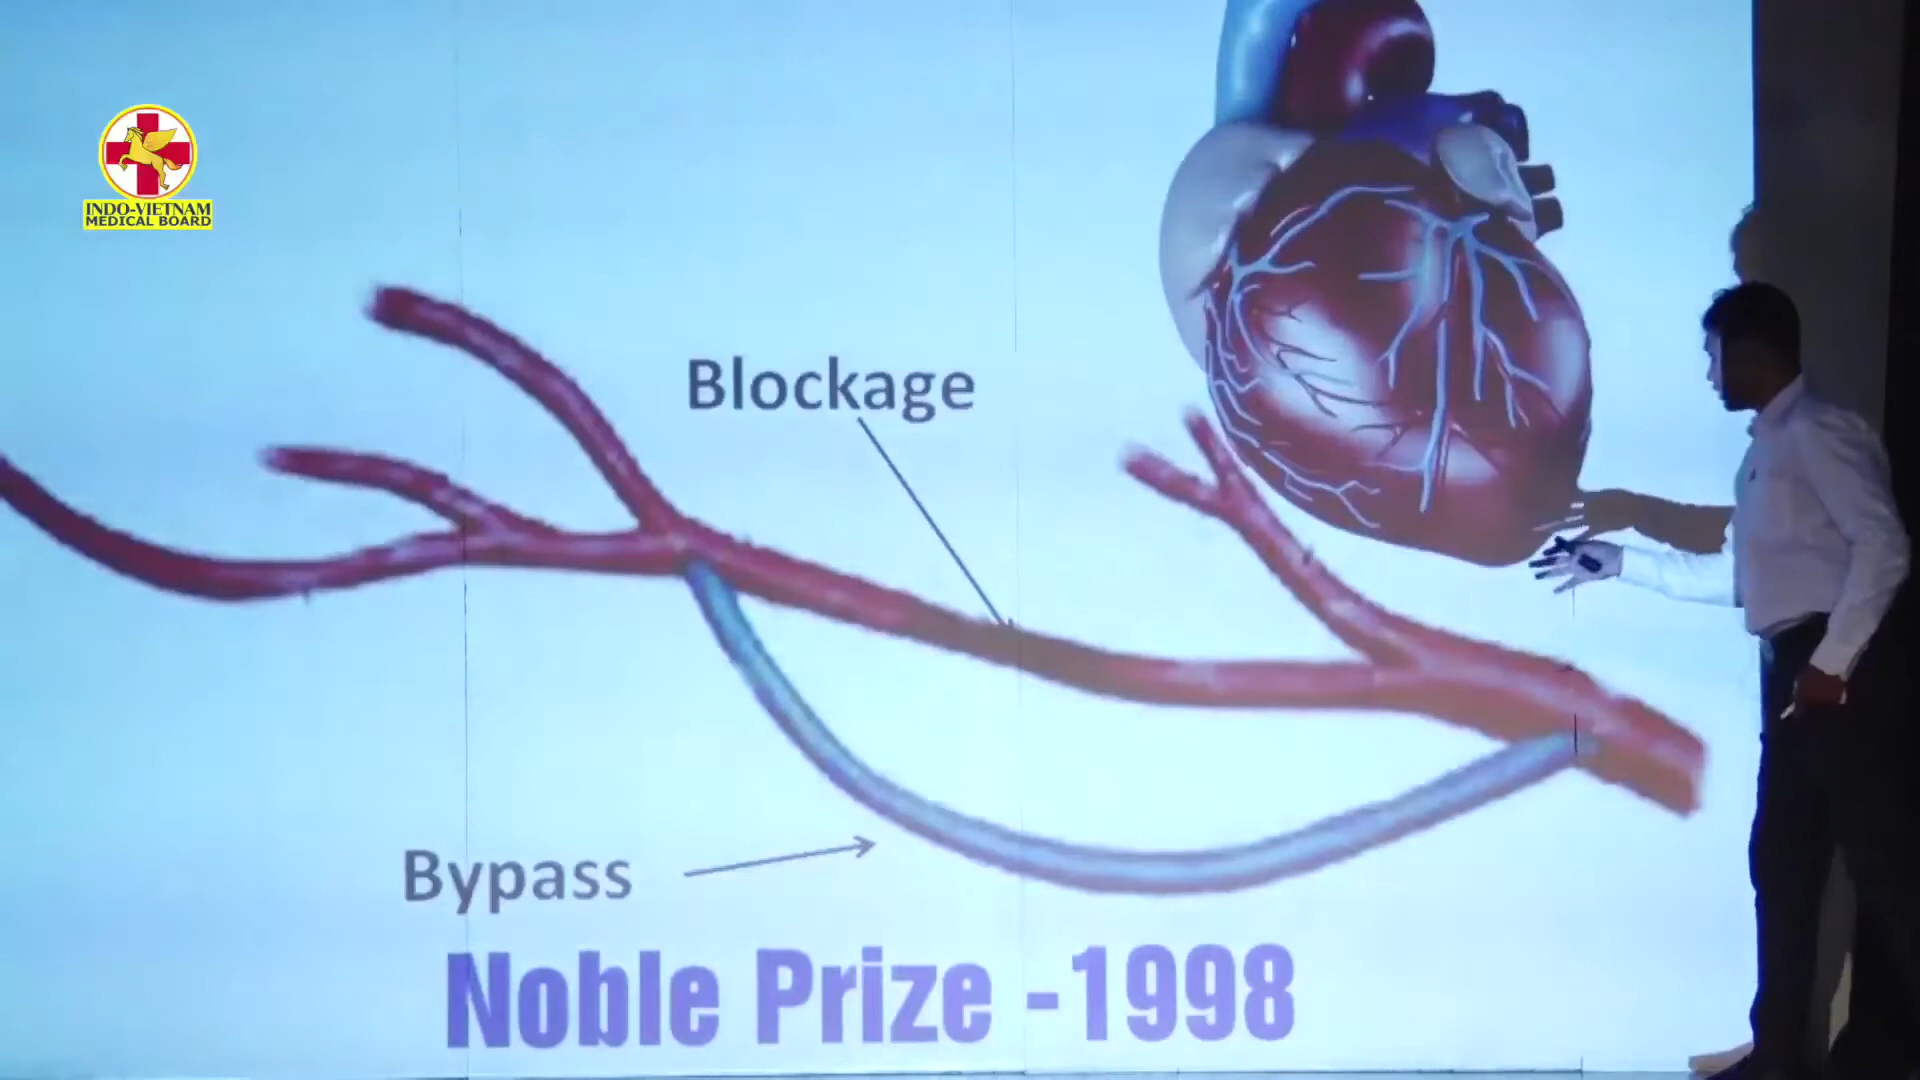 INDO-VIETNAM
MEDICAL BOARD
Blockage
Bypass
Noble Prize -1998